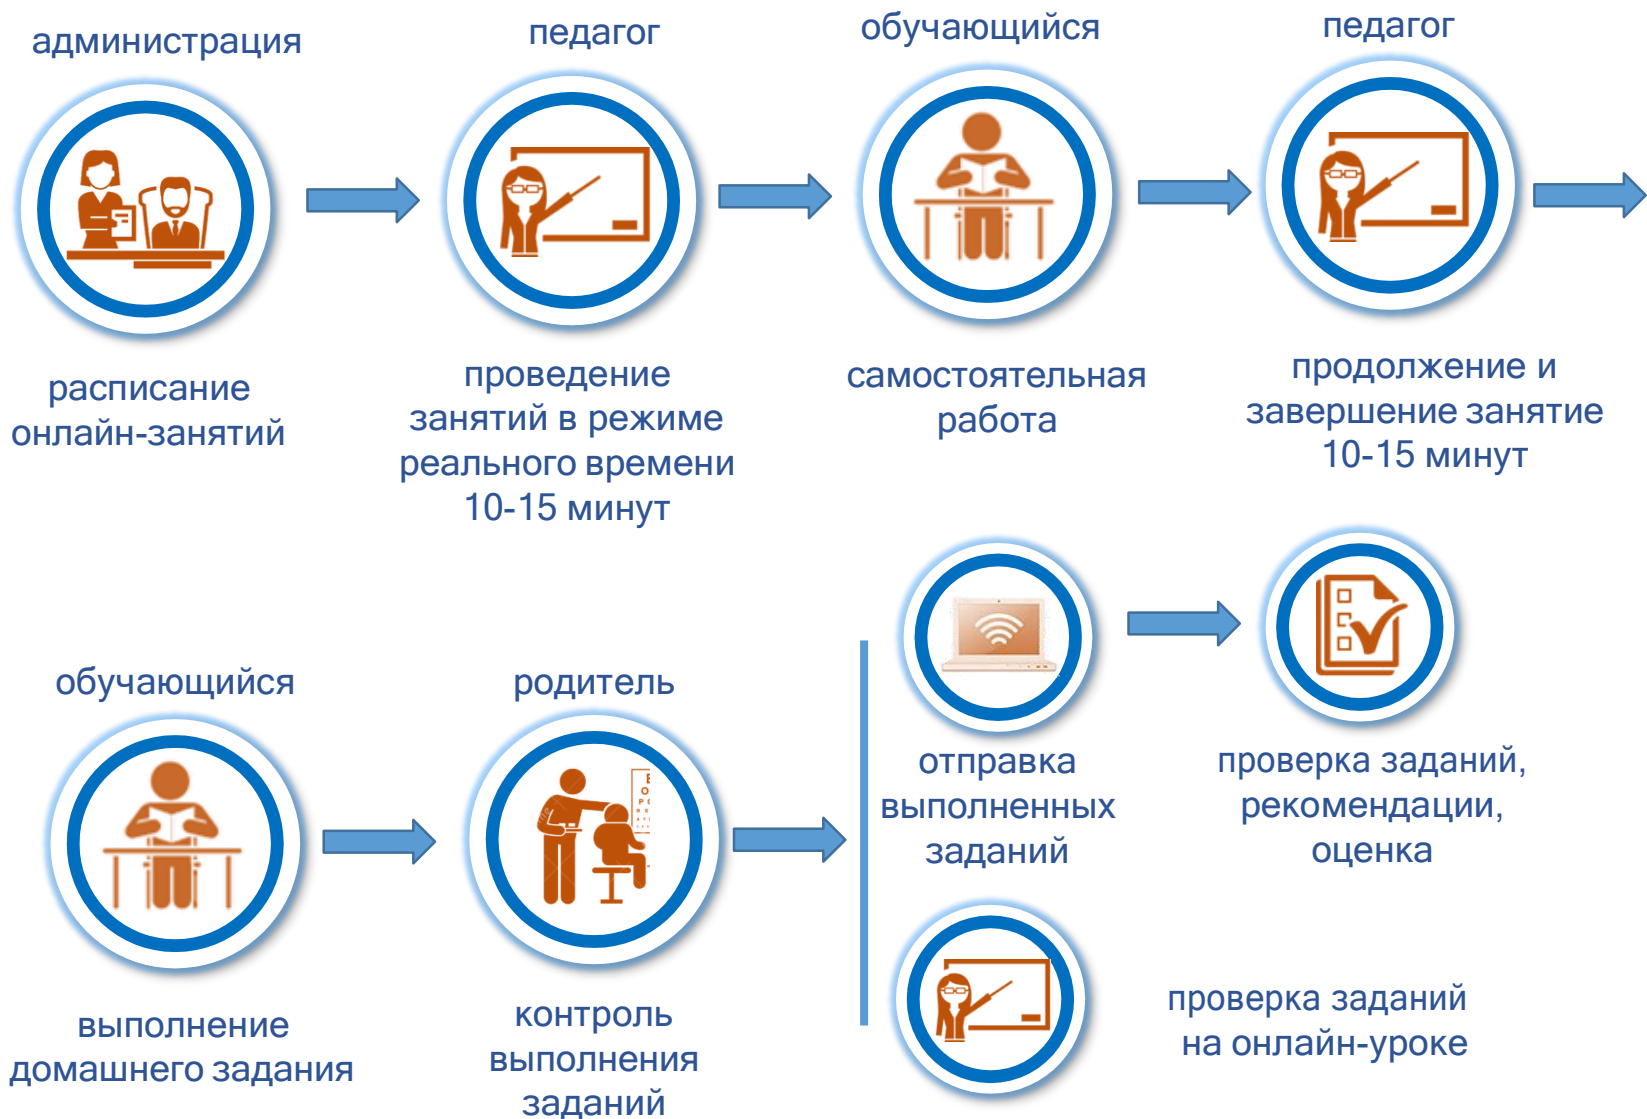 администрация
педагог
обучающийся
педагог
расписание
онлайн-занятий
проведение
занятий в режиме
реального времени
10-15 минут
самостоятельная
работа
продолжение и
завершение занятие
10-15 минут
обучающийся
родитель
выполнение
домашнего задания
контроль
выполнения
заданий
отправка
выполненных
заданий
проверка заданий,
рекомендации,
оценка
проверка заданий
на онлайн-уроке